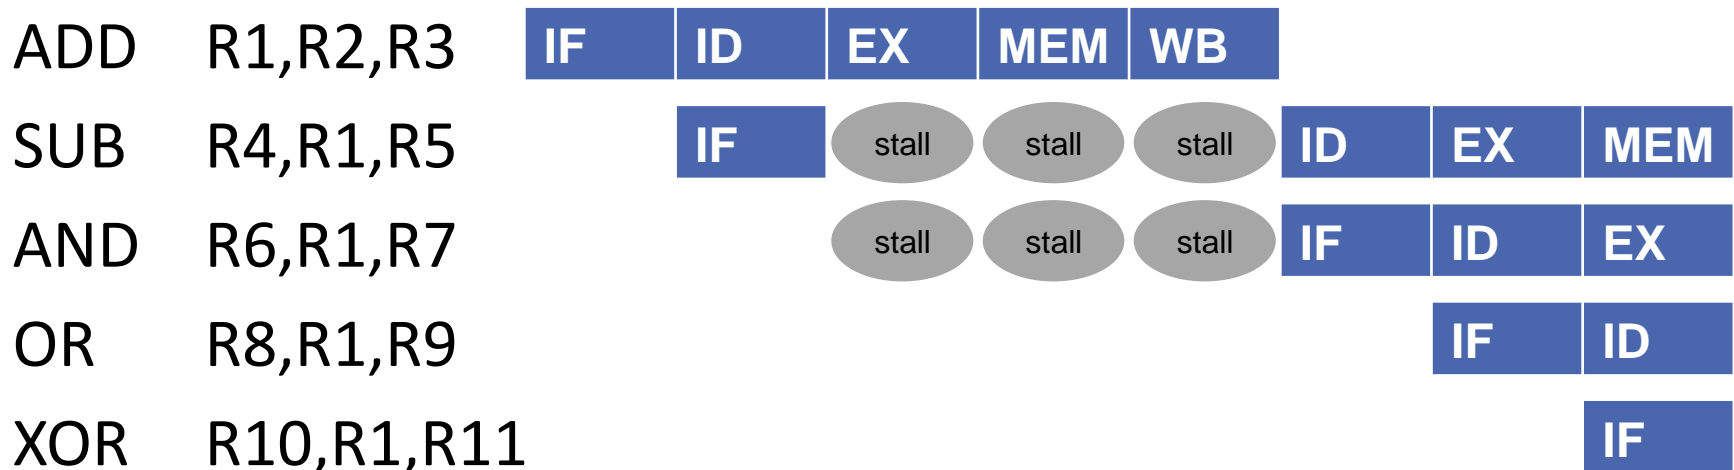 ADD R1,R2,R3 IF ID EX MEM WB
SUB R4,R1,R5 IF stall stall stall ID EX MEM
AND R6,R1,R7 stall stall stall IF ID EX
OR R8,R1,R9 IF ID
XOR R10,R1,R11 IF